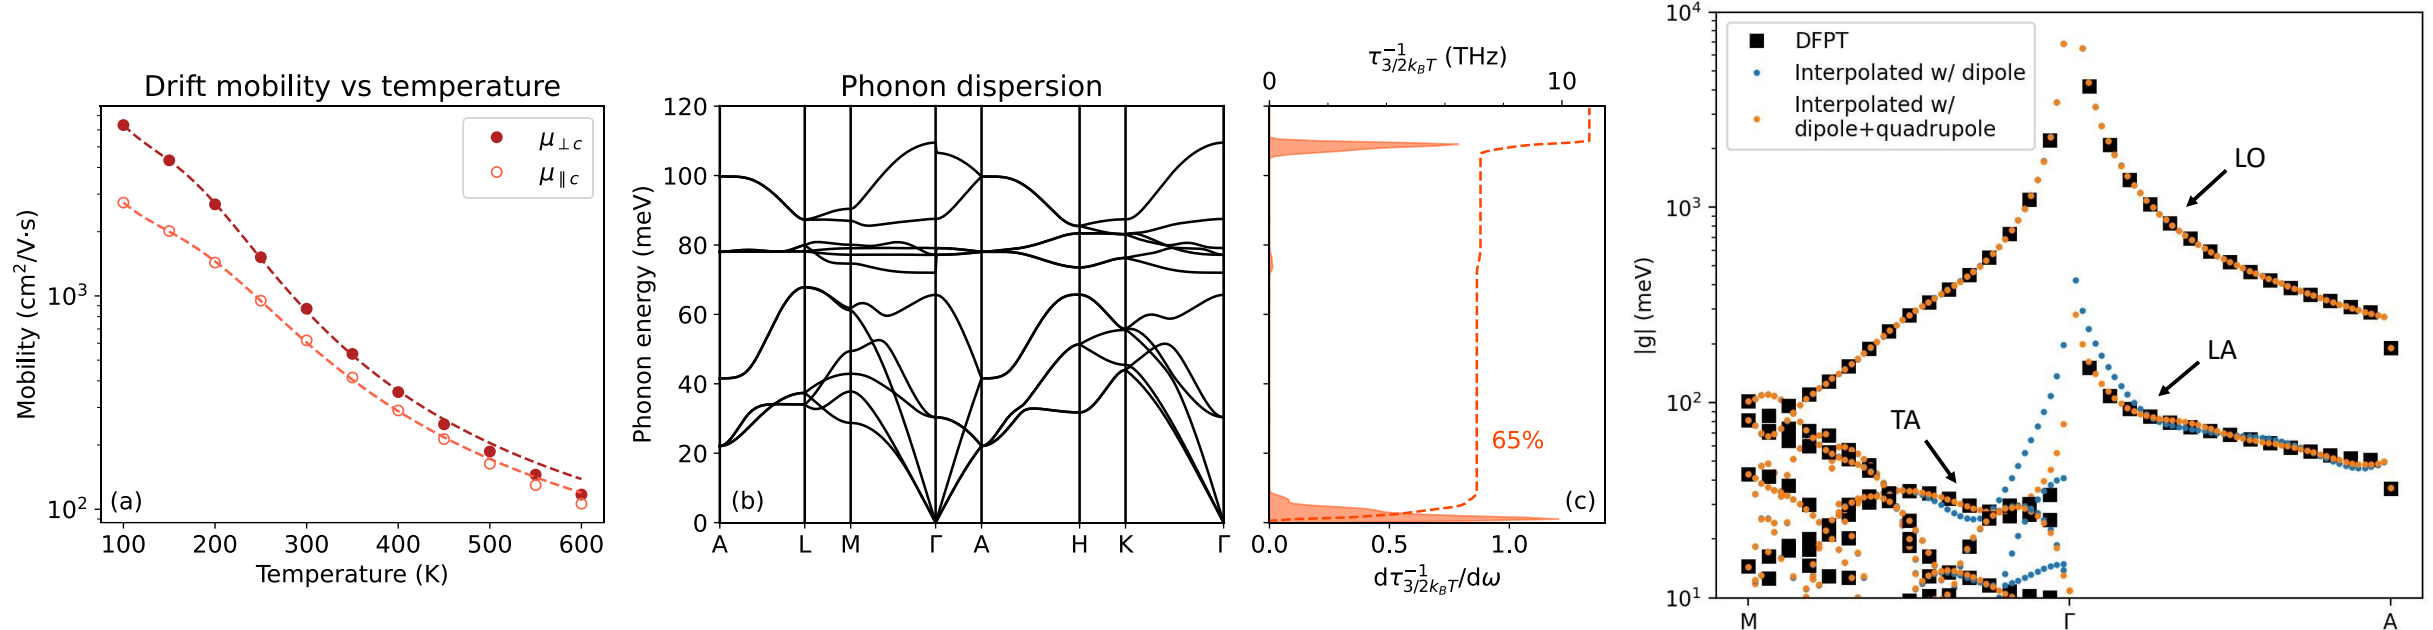 Drift mobility vs temperature
Mobility (cm²/V·s)
10³
10²
μ⊥c
μ∥c
(a)
100 200 300 400 500 600
Temperature (K)
Phonon dispersion
Phonon energy (meV)
120
100
80
60
40
20
0
(b)
A L M Γ A H K Γ
τ⁻¹3/2kBT (THz)
0 10
65%
(c)
0.0 0.5 1.0
dτ⁻¹3/2kBT/dω
|g| (meV)
10⁴
10³
10²
10¹
DFPT
Interpolated w/ dipole
Interpolated w/
dipole+quadrupole
LO
LA
TA
M Γ A